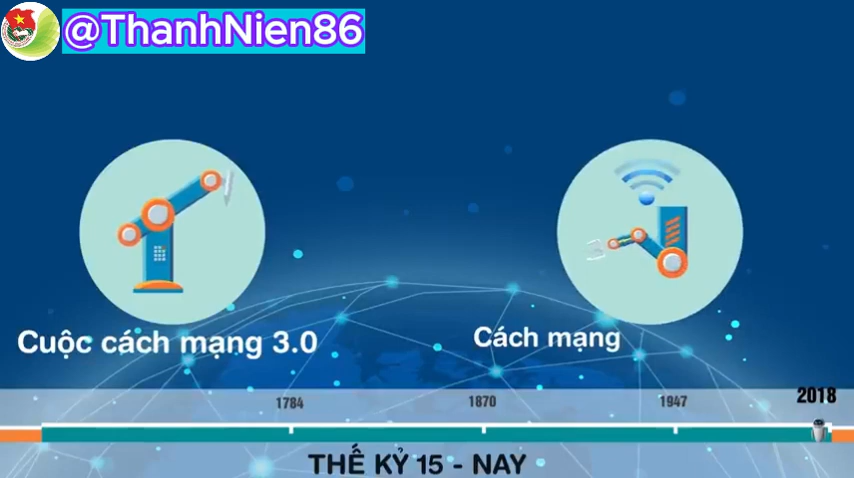 @ThanhNien86
Cuộc cách mạng 3.0
Cách mạng
1784 1870 1947 2018
THẾ KỶ 15 - NAY